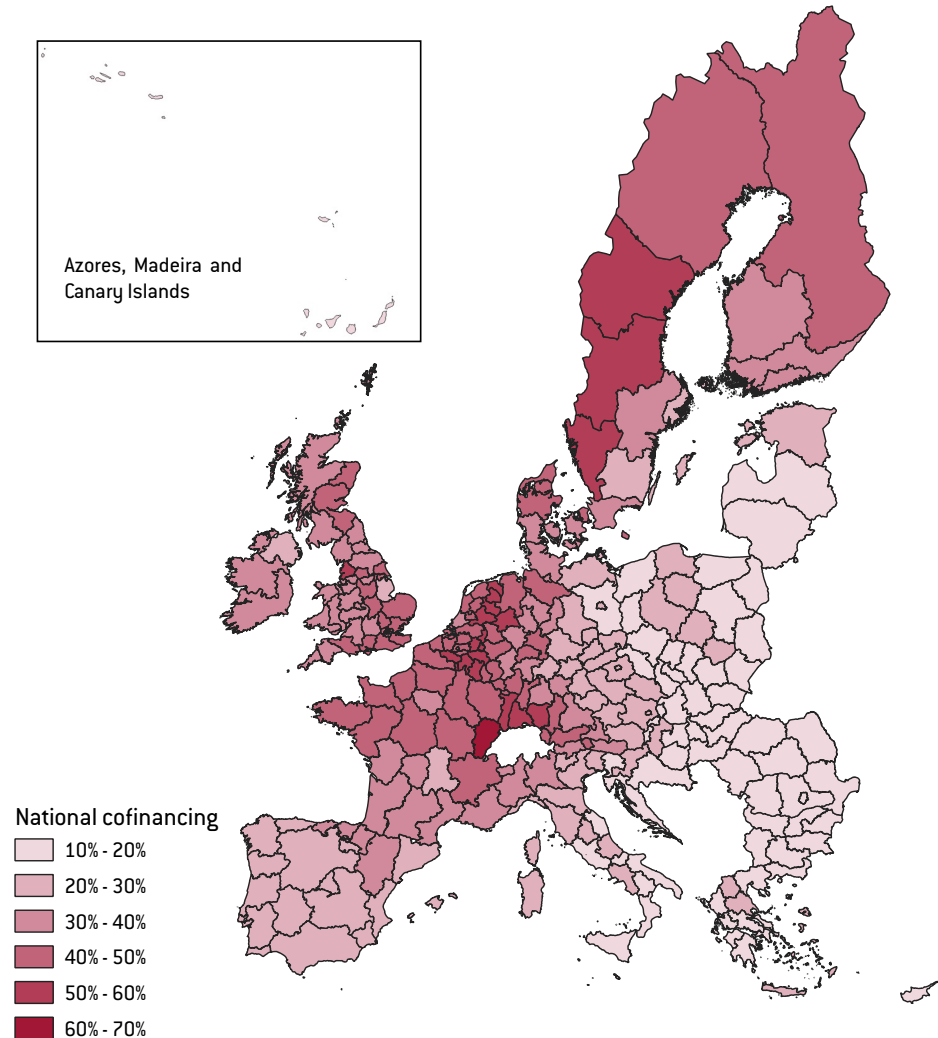 Azores, Madeira and
Canary Islands
National cofinancing
10% - 20%
20% - 30%
30% - 40%
40% - 50%
50% - 60%
60% - 70%